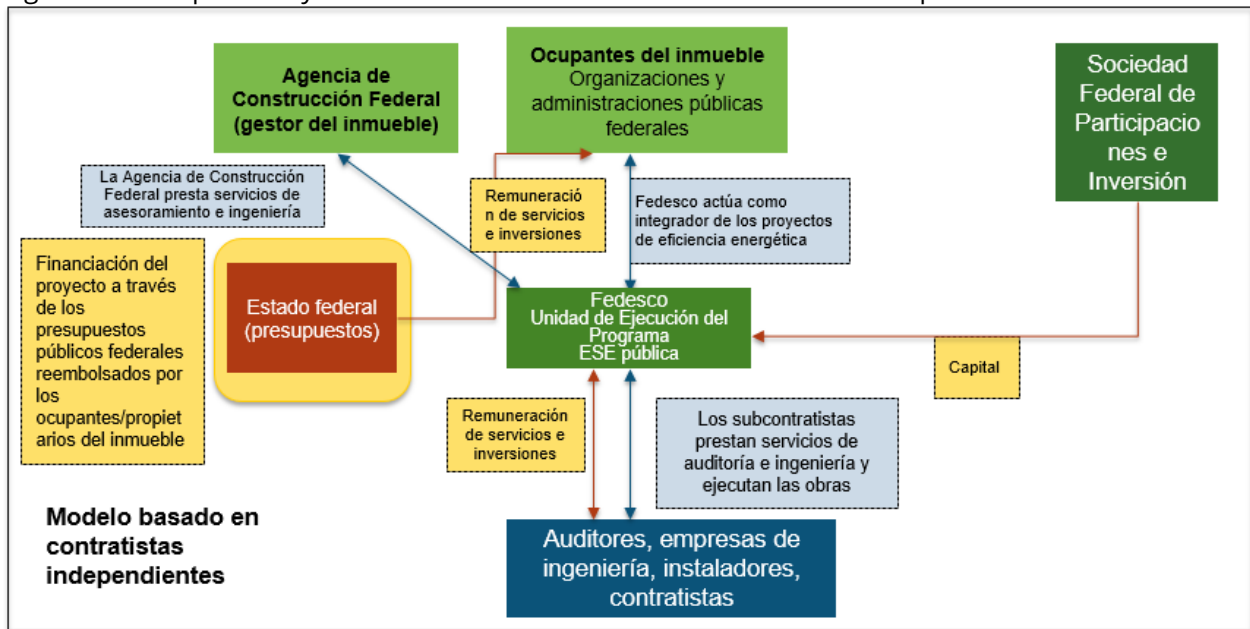 Agencia de
Construcción Federal
(gestor del inmueble)
Ocupantes del inmueble
Organizaciones y
administraciones públicas
federales
Sociedad
Federal de
Participacio
nes e
Inversión
La Agencia de Construcción
Federal presta servicios de
asesoramiento e ingeniería
Remuneració
n de servicios
e inversiones
Fedesco actúa como
integrador de los proyectos
de eficiencia energética
Financiación del
proyecto a través
de los
presupuestos
públicos federales
reembolsados por
los
ocupantes/propiet
arios del inmueble
Estado federal
(presupuestos)
Fedesco
Unidad de Ejecución del
Programa
ESE pública
Capital
Remuneración
de servicios e
inversiones
Los subcontratistas
prestan servicios de
auditoría e ingeniería y
ejecutan las obras
Modelo basado en
contratistas
independientes
Auditores, empresas de
ingeniería, instaladores,
contratistas